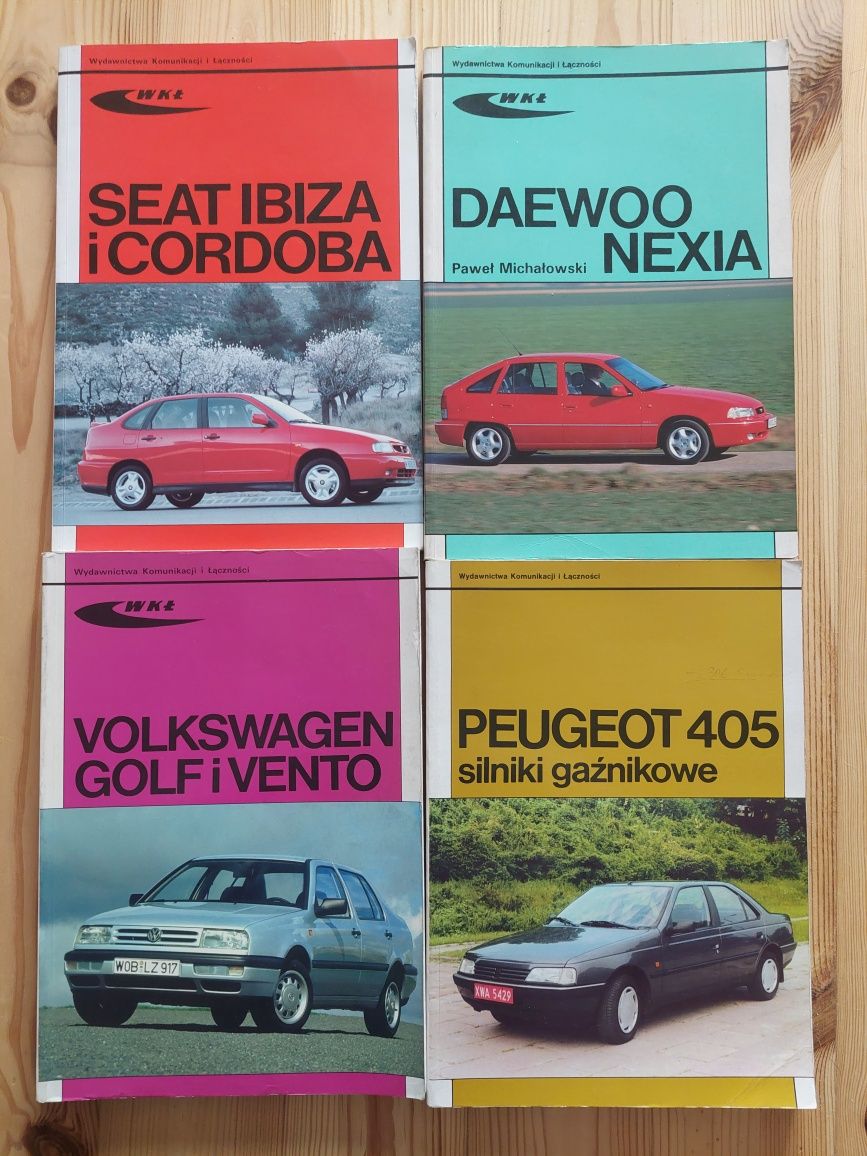 Wydawnictwa Komunikacji i Łączności
WKŁ
SEAT IBIZA
i CORDOBA
Wydawnictwa Komunikacji i Łączności
WKŁ
DAEWOO
Paweł Michałowski NEXIA
Wydawnictwa Komunikacji i Łączności
WKŁ
VOLKSWAGEN
GOLF i VENTO
WOB LZ 917
Wydawnictwa Komunikacji i Łączności
PEUGEOT 405
silniki gaźnikowe
XWA 5429